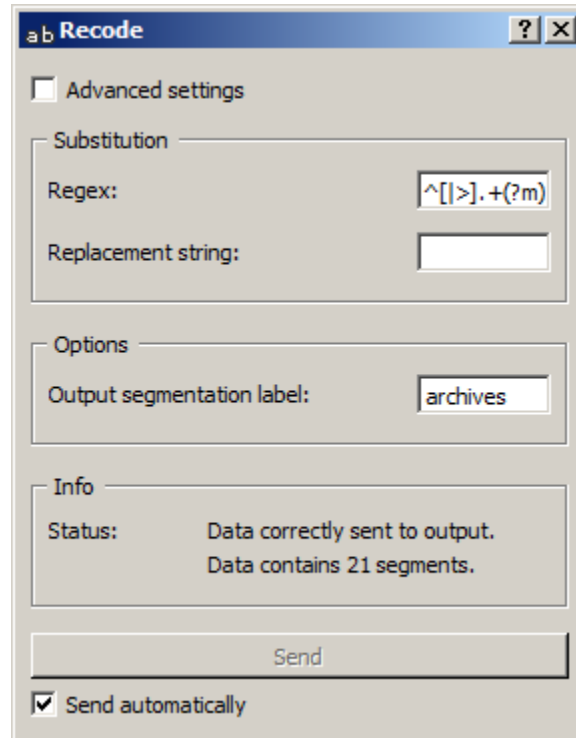 ab Recode
Advanced settings
Substitution
Regex: ^[|>].+(?m)
Replacement string:
Options
Output segmentation label: archives
Info
Status: Data correctly sent to output.
Data contains 21 segments.
Send
Send automatically